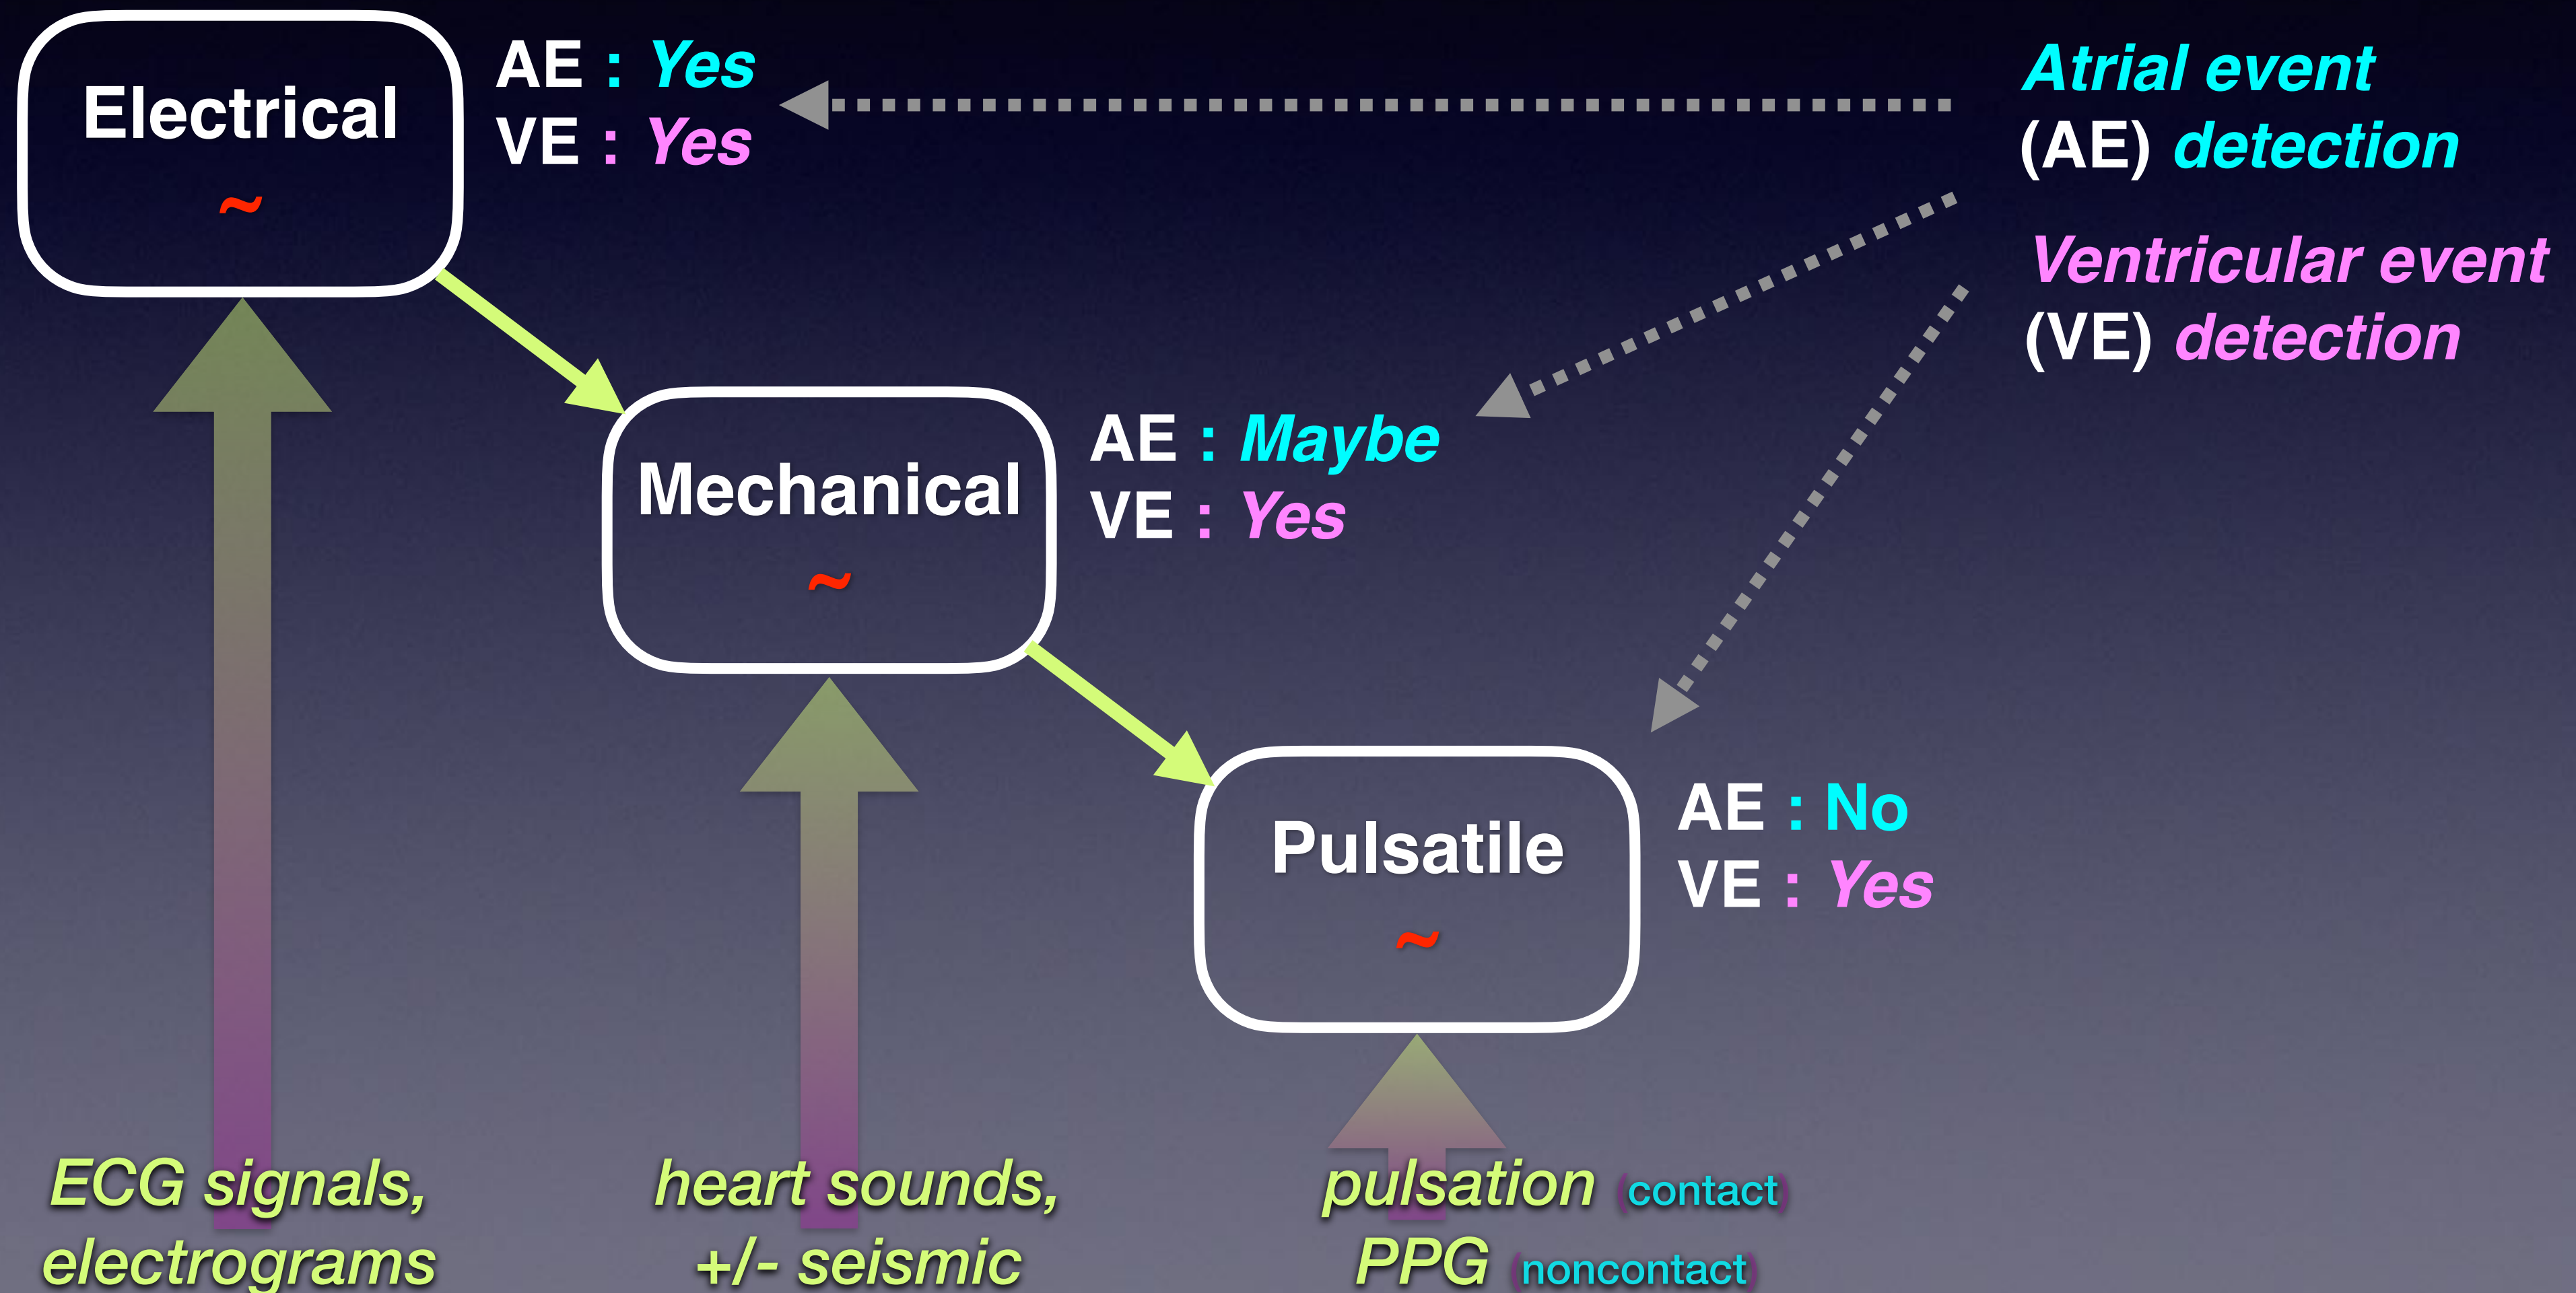 Electrical
~
AE : Yes
VE : Yes
Atrial event
(AE) detection
Ventricular event
(VE) detection
Mechanical
~
AE : Maybe
VE : Yes
Pulsatile
~
AE : No
VE : Yes
ECG signals,
electrograms
heart sounds,
+/- seismic
pulsation (contact)
PPG (noncontact)